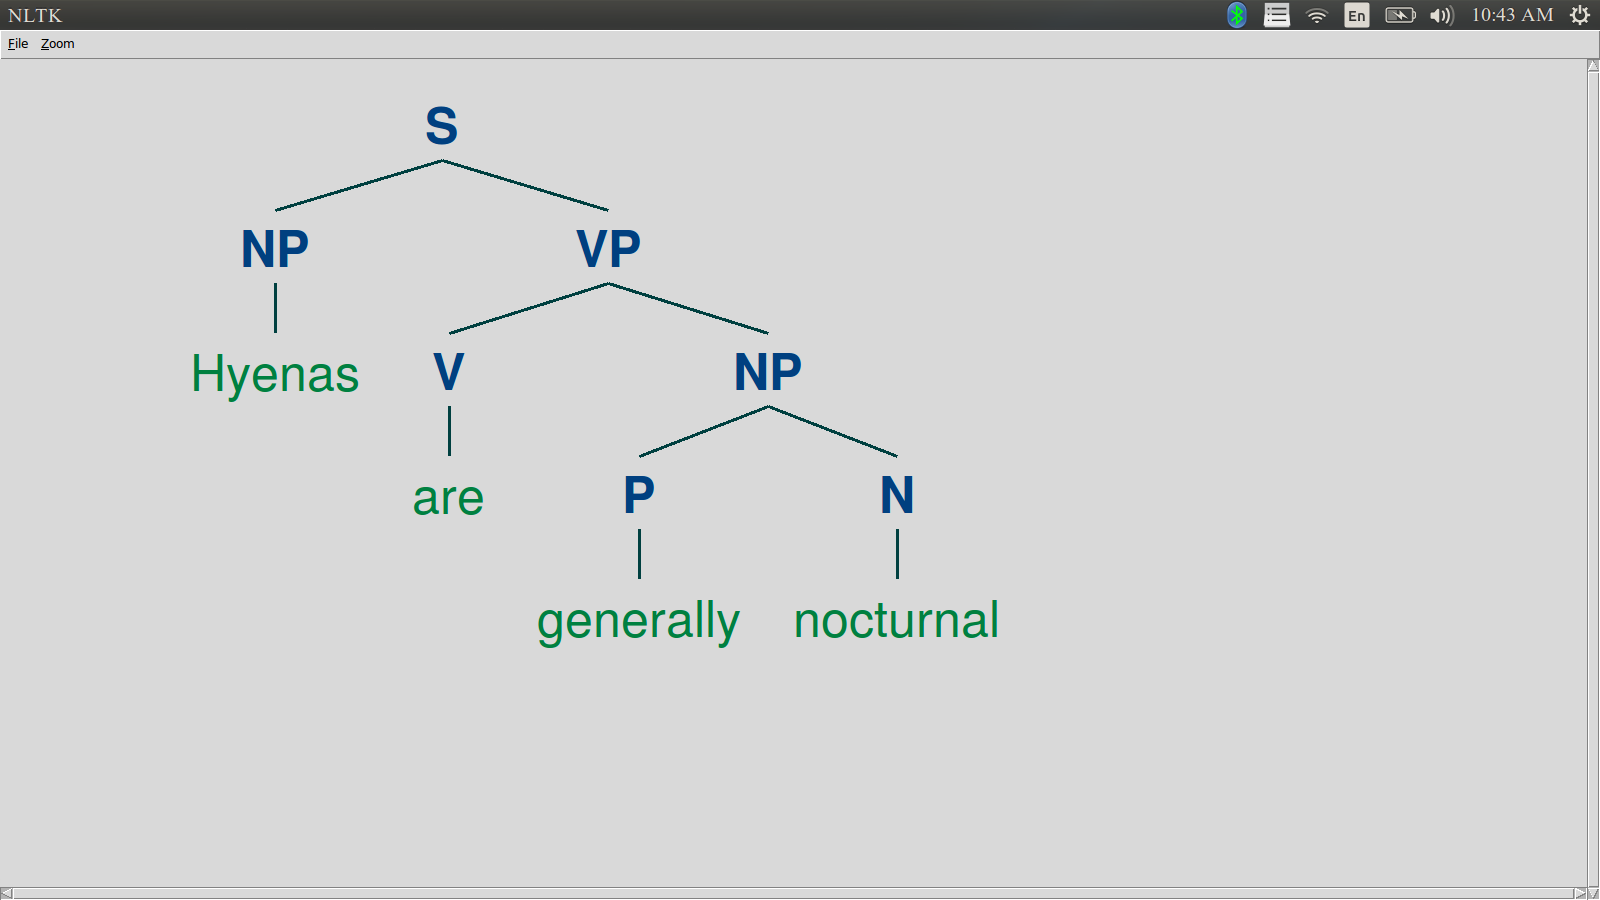 NLTK En 10:43 AM
File Zoom
S
NP VP
Hyenas V NP
are P N
generally nocturnal